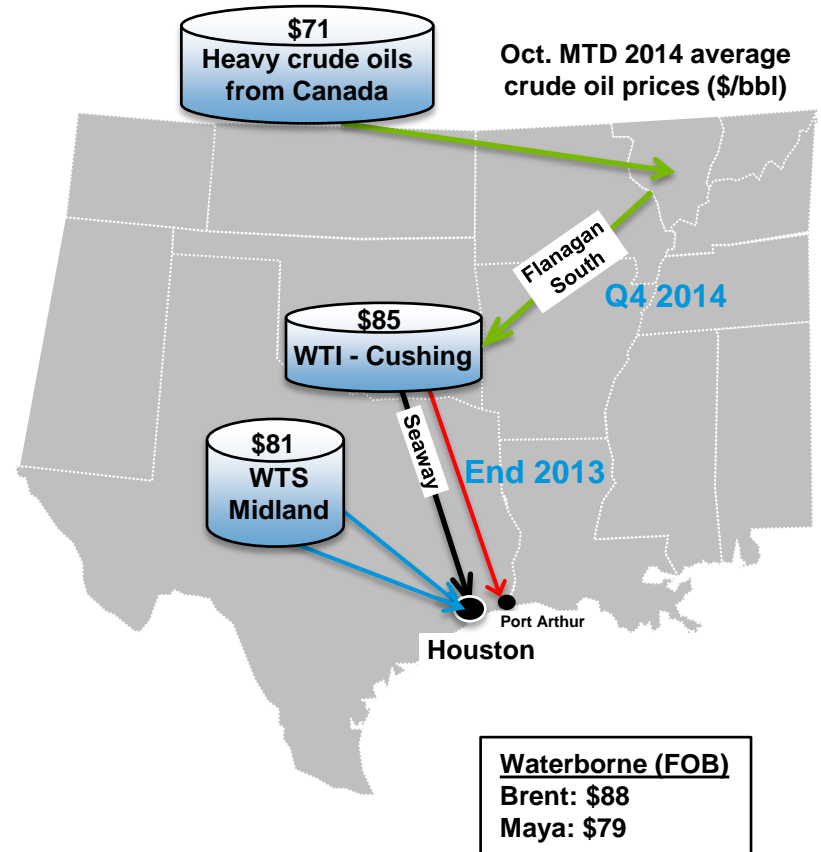 $71
Heavy crude oils
from Canada
Oct. MTD 2014 average
crude oil prices ($/bbl)
Flanagan
South
Q4 2014
$85
WTI - Cushing
Seaway
End 2013
$81
WTS
Midland
Port Arthur
Houston
Waterborne (FOB)
Brent: $88
Maya: $79